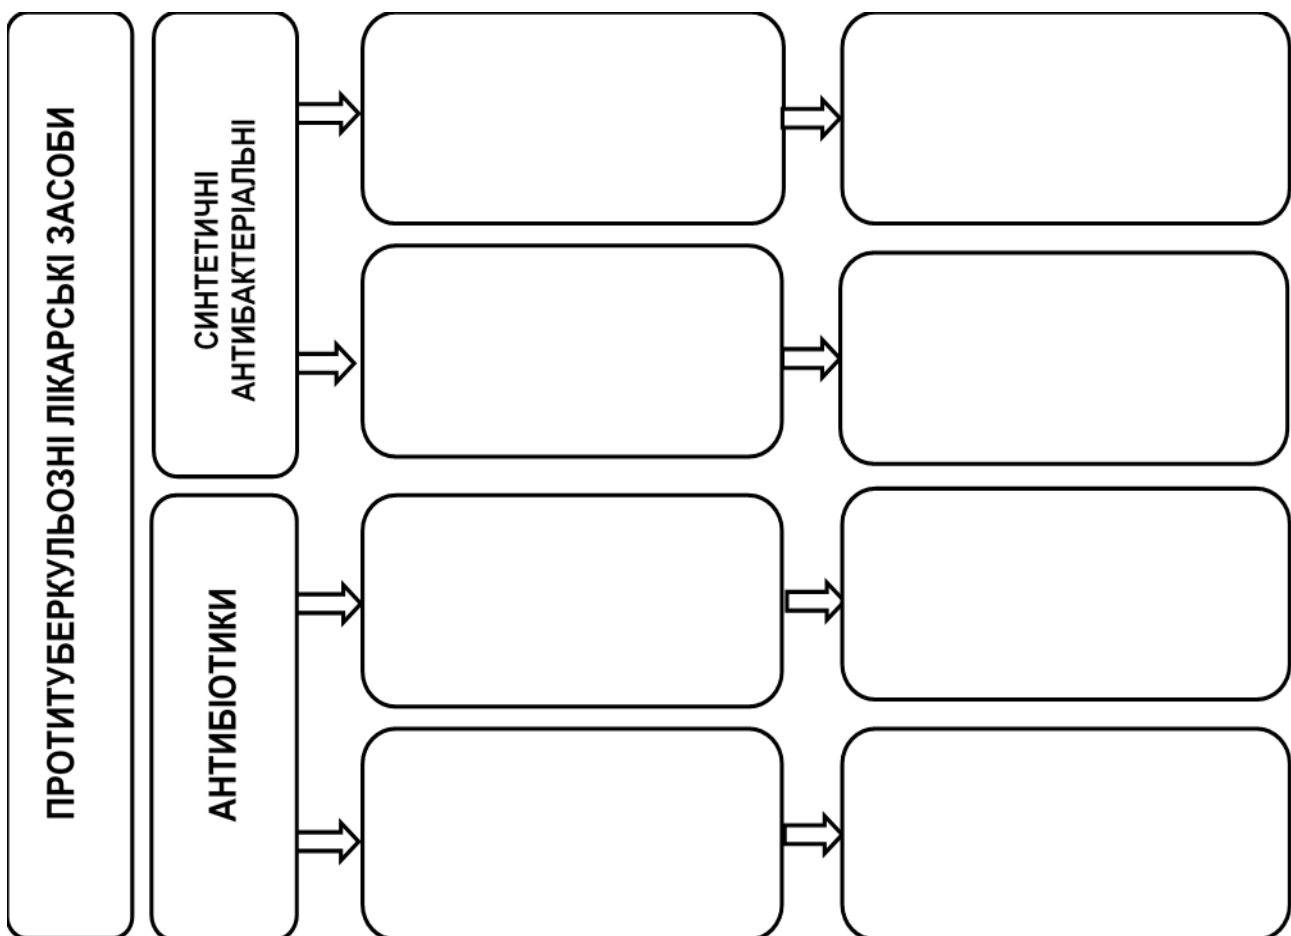 ПРОТИТУБЕРКУЛЬОЗНІ ЛІКАРСЬКІ ЗАСОБИ
СИНТЕТИЧНІ
АНТИБАКТЕРІАЛЬНІ
АНТИБІОТИКИ